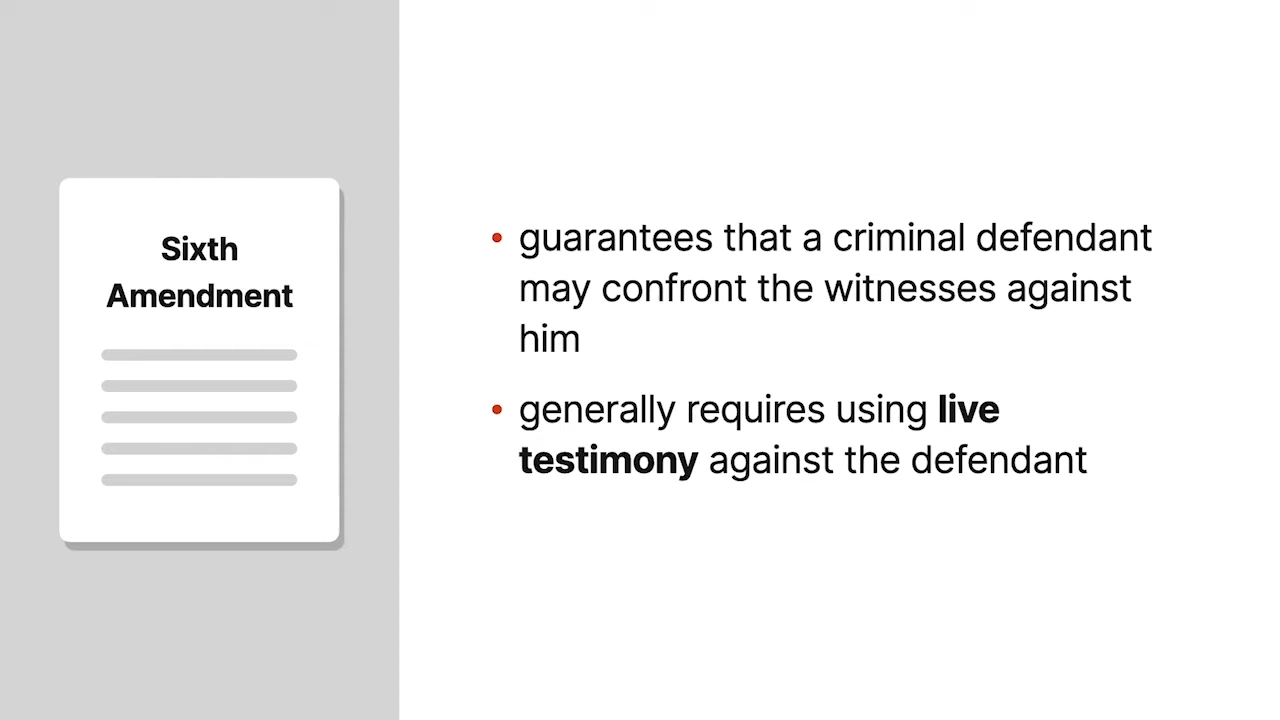 Sixth
Amendment
• guarantees that a criminal defendant
may confront the witnesses against
him
• generally requires using live
testimony against the defendant